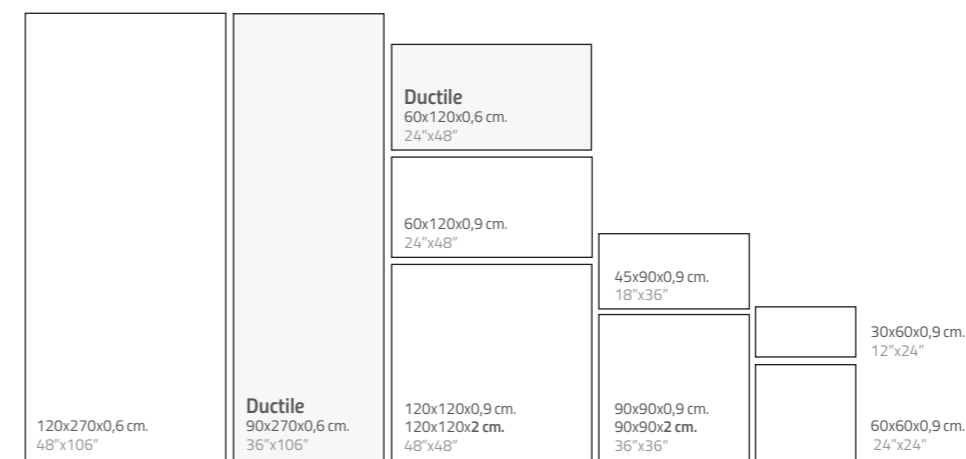 120x270x0,6 cm.
48”x106”
Ductile
90x270x0,6 cm.
36”x106”
Ductile
60x120x0,6 cm.
24”x48”
60x120x0,9 cm.
24”x48”
120x120x0,9 cm.
120x120x2 cm.
48”x48”
45x90x0,9 cm.
18”x36”
90x90x0,9 cm.
90x90x2 cm.
36”x36”
30x60x0,9 cm.
12”x24”
60x60x0,9 cm.
24”x24”